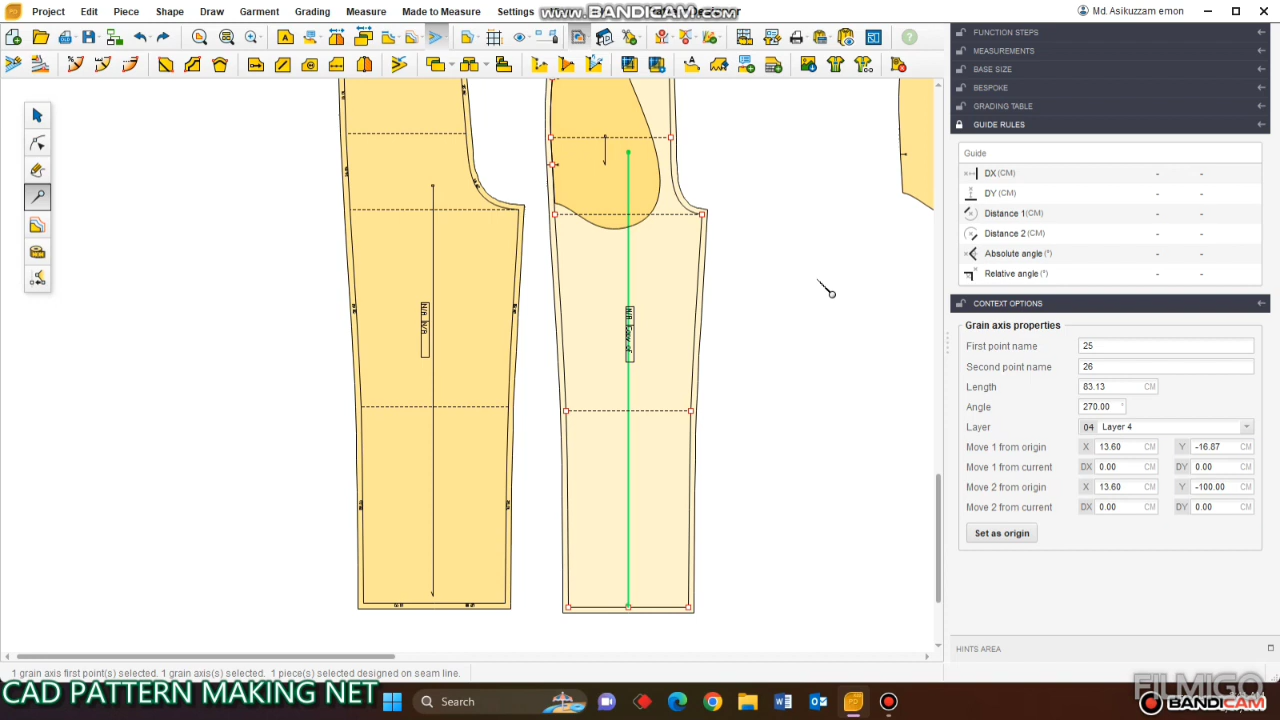 Project Edit Piece Shape Draw Garment Grading Measure Made to Measure Settings
www.BANDICAM.com
Md. Asikuzzam emon
FUNCTION STEPS
MEASUREMENTS
BASE SIZE
BESPOKE
GRADING TABLE
GUIDE RULES
Guide
DX (CM) - -
DY (CM) - -
Distance 1(CM) - -
Distance 2 (CM) - -
Absolute angle (°) - -
Relative angle (°) - -
CONTEXT OPTIONS
Grain axis properties
First point name 25
Second point name 26
Length 83.13 CM
Angle 270.00 °
Layer 04 Layer 4
Move 1 from origin X 13.60 CM Y -16.87 CM
Move 1 from current DX 0.00 CM DY 0.00 CM
Move 2 from origin X 13.60 CM Y -100.00 CM
Move 2 from current DX 0.00 CM DY 0.00 CM
Set as origin
HINTS AREA
1 grain axis first point(s) selected. 1 grain axis(s) selected. 1 piece(s) selected designed on seam line.
CAD PATTERN MAKING NET
Search
FILMIGO
BANDICAM